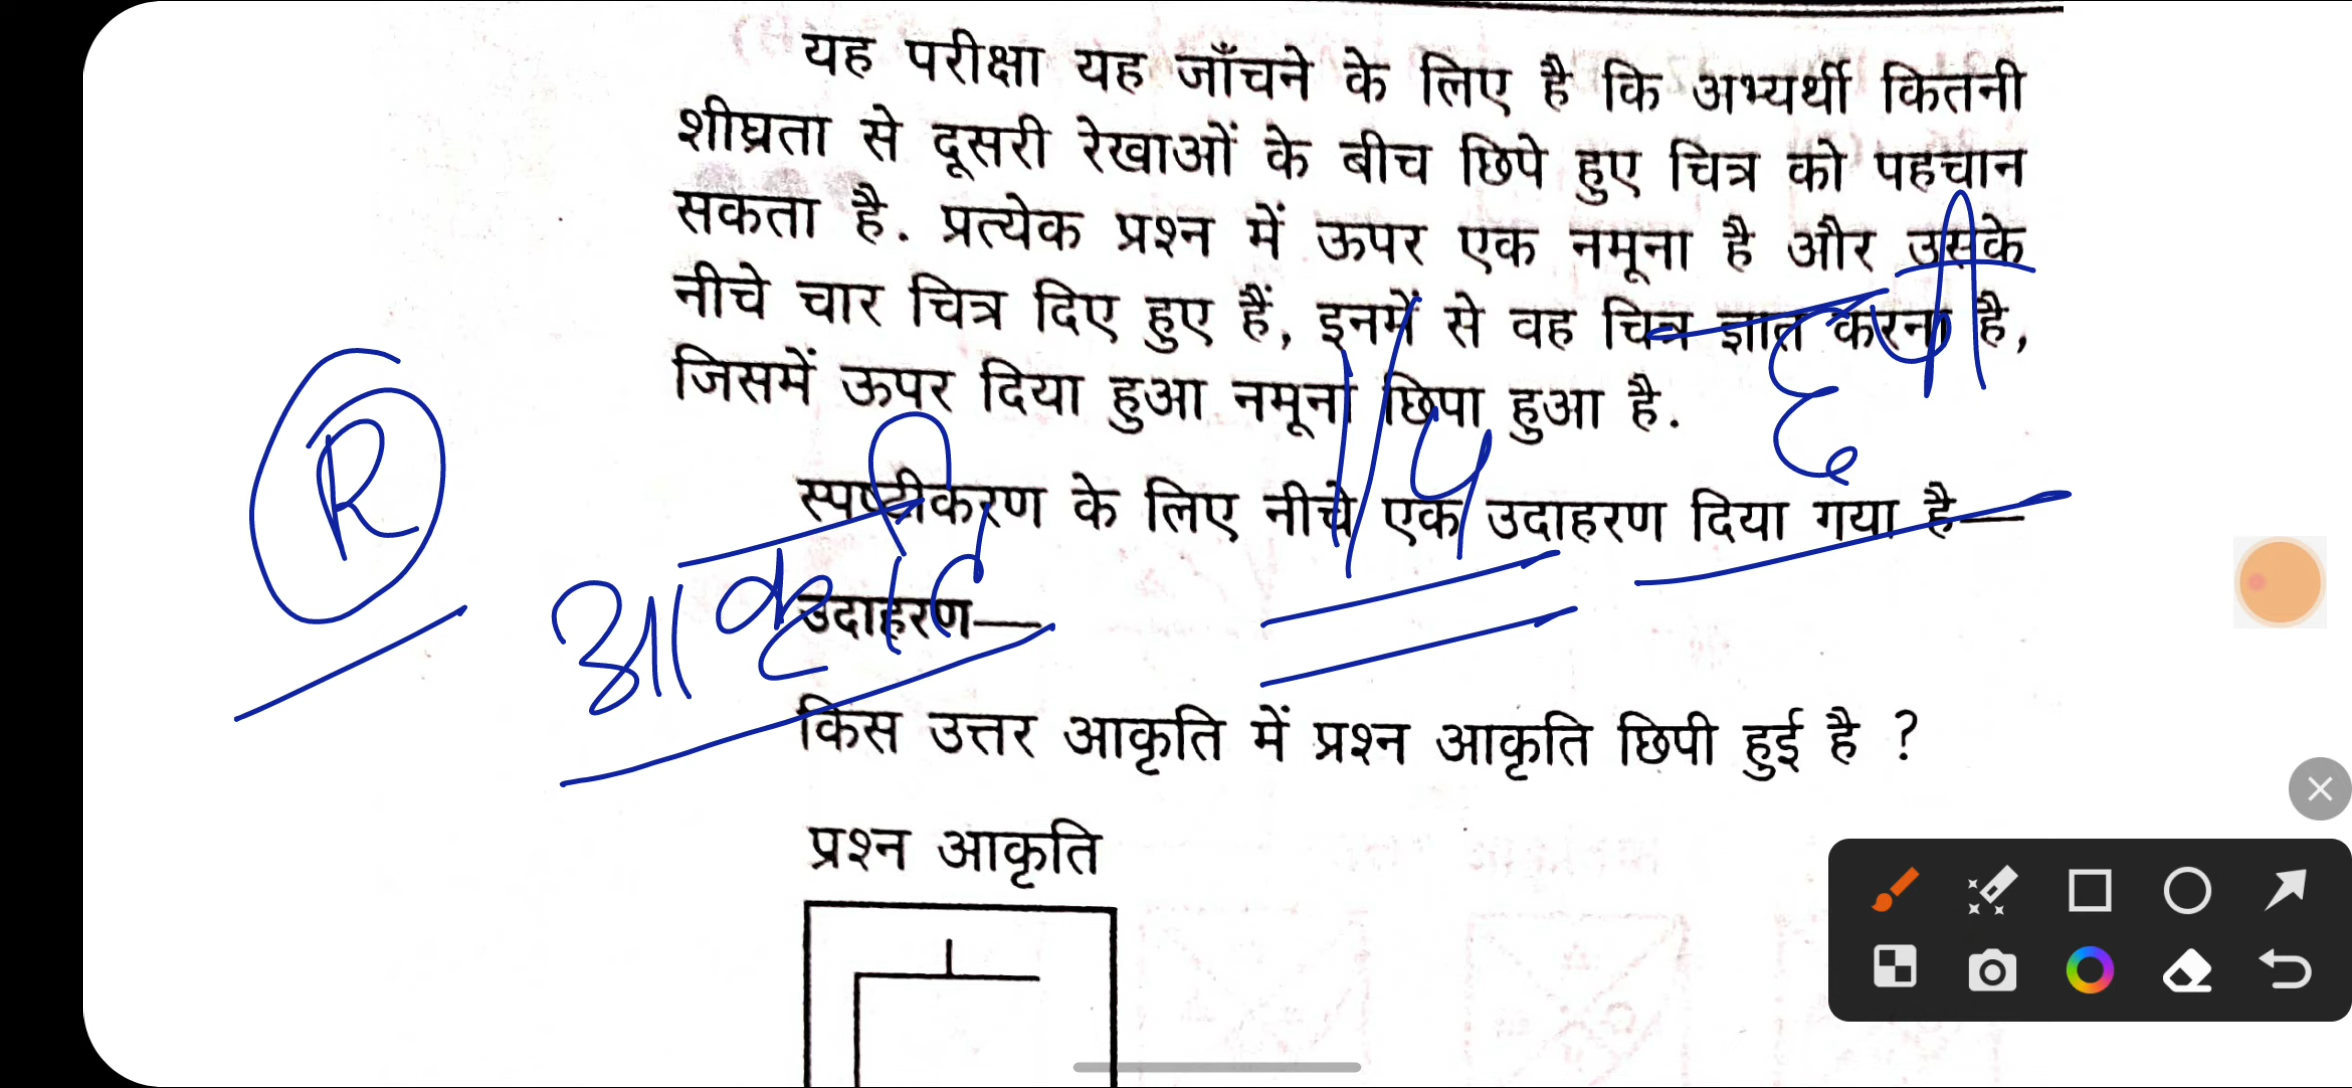 यह परीक्षा यह जाँचने के लिए है कि अभ्यर्थी कितनी
शीघ्रता से दूसरी रेखाओं के बीच छिपे हुए चित्र को पहचान
सकता है. प्रत्येक प्रश्न में ऊपर एक नमूना है और उसके
नीचे चार चित्र दिए हुए हैं, इनमें से वह चित्र ज्ञात करना है,
जिसमें ऊपर दिया हुआ नमूना छिपा हुआ है.
R
स्पष्टीकरण के लिए नीचे एक उदाहरण दिया गया है—
आकृति
उदाहरण—
किस उत्तर आकृति में प्रश्न आकृति छिपी हुई है ?
प्रश्न आकृति